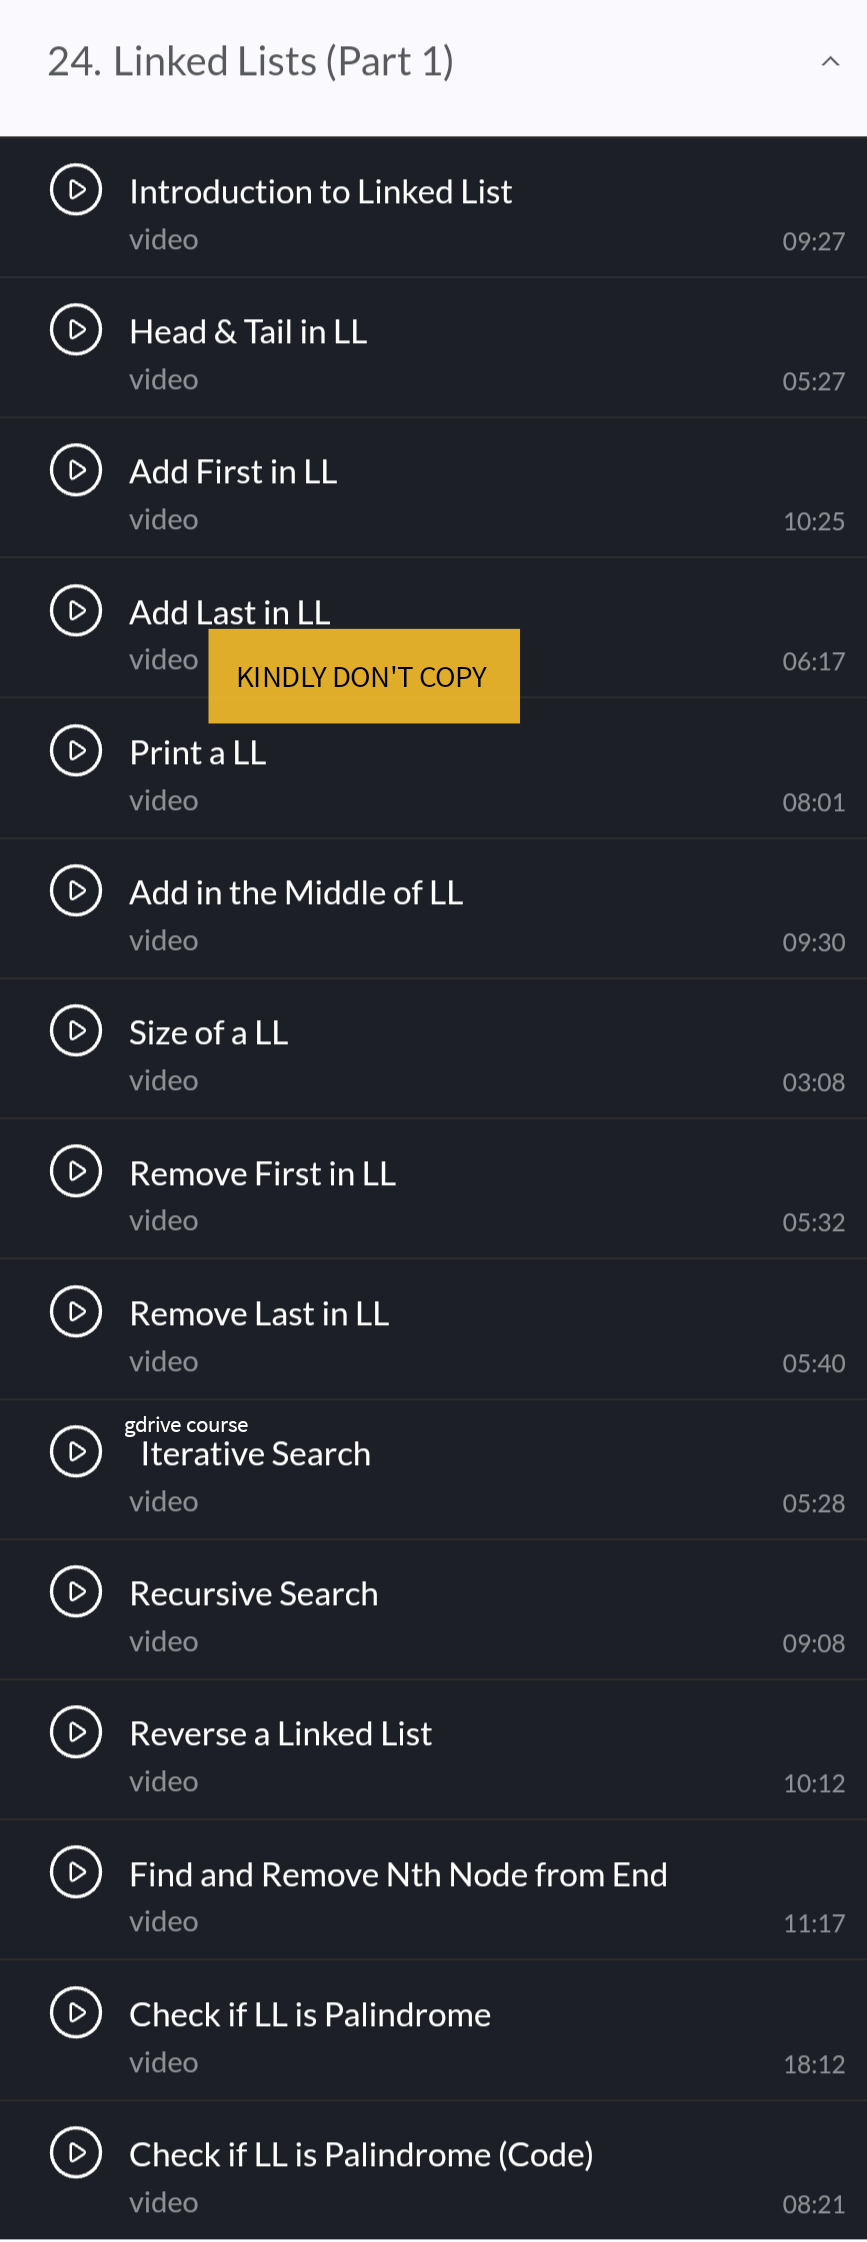 24. Linked Lists (Part 1)
Introduction to Linked List
video
09:27
Head & Tail in LL
video
05:27
Add First in LL
video
10:25
Add Last in LL
video
06:17
KINDLY DON'T COPY
Print a LL
video
08:01
Add in the Middle of LL
video
09:30
Size of a LL
video
03:08
Remove First in LL
video
05:32
Remove Last in LL
video
05:40
gdrive course
Iterative Search
video
05:28
Recursive Search
video
09:08
Reverse a Linked List
video
10:12
Find and Remove Nth Node from End
video
11:17
Check if LL is Palindrome
video
18:12
Check if LL is Palindrome (Code)
video
08:21